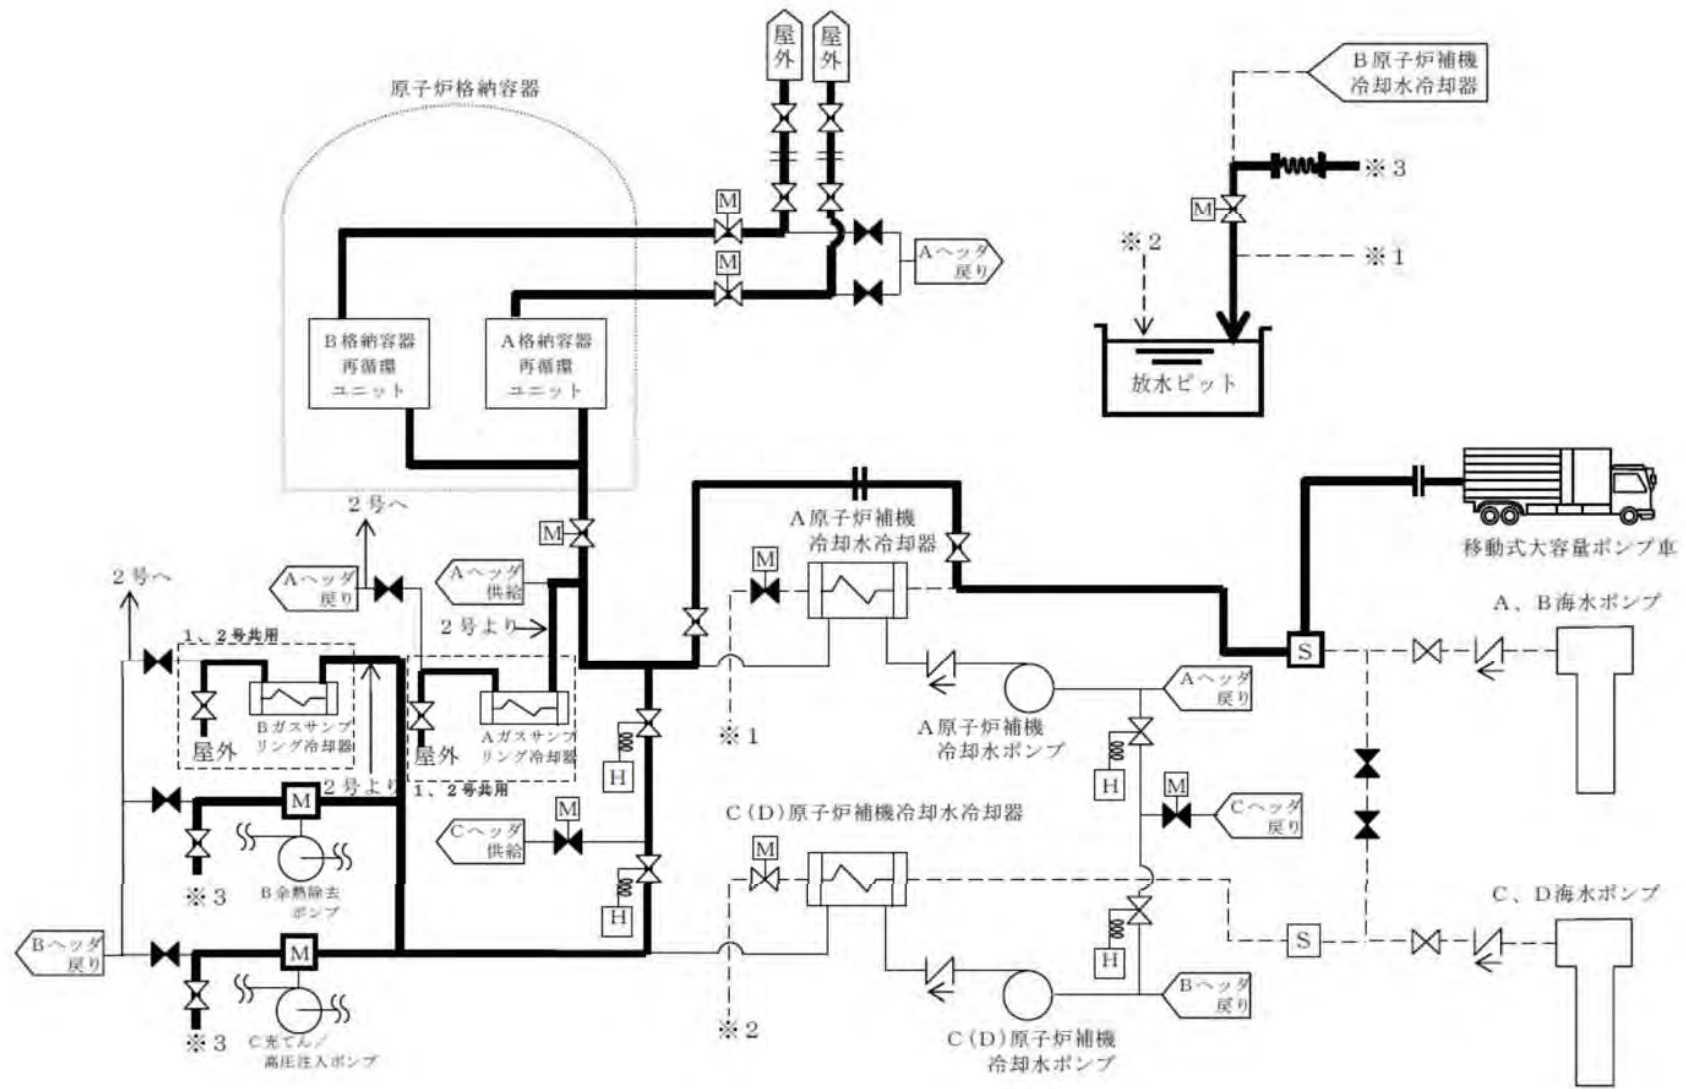 屋外
屋外
原子炉格納容器
B原子炉補機
冷却水冷却器
※3
M
M
M
※2
※1
Aヘッダ
戻り
B格納容器
再循環
ユニット
A格納容器
再循環
ユニット
放水ピット
2号へ
M
A原子炉補機
冷却水冷却器
移動式大容量ポンプ車
2号へ
Aヘッダ
戻り
Aヘッダ
供給
M
A、B海水ポンプ
2号より
1、2号共用
S
Bガスサンプ
リング冷却器
屋外
Aガスサンプ
リング冷却器
屋外
Aヘッダ
戻り
※1
A原子炉補機
冷却水ポンプ
H
H
2号より
1、2号共用
M
M
Cヘッダ
供給
M
Cヘッダ
戻り
C(D)原子炉補機冷却水冷却器
M
B余熱除去
ポンプ
※3
H
C、D海水ポンプ
Bヘッダ
戻り
M
S
H
Bヘッダ
戻り
※3
C充てん/
高圧注入ポンプ
※2
C(D)原子炉補機
冷却水ポンプ